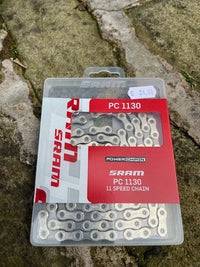 PC 1130
SRAM
POWERCHAIN
SRAM
PC 1130
11 SPEED CHAIN